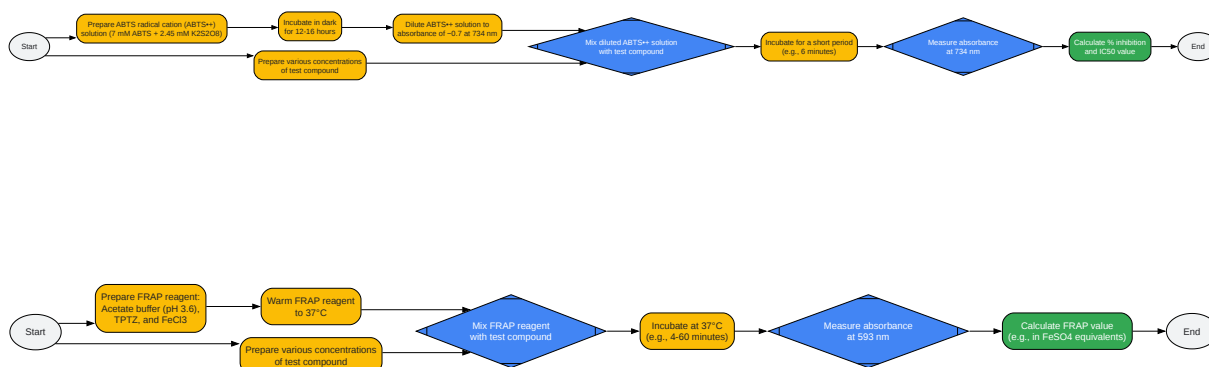 Start
Prepare ABTS radical cation (ABTS•+)
solution (7 mM ABTS + 2.45 mM K2S2O8)
Incubate in dark
for 12-16 hours
Dilute ABTS•+ solution to
absorbance of ~0.7 at 734 nm
Prepare various concentrations
of test compound
Mix diluted ABTS•+ solution
with test compound
Incubate for a short period
(e.g., 6 minutes)
Measure absorbance
at 734 nm
Calculate % inhibition
and IC50 value
End
Start
Prepare FRAP reagent:
Acetate buffer (pH 3.6),
TPTZ, and FeCl3
Warm FRAP reagent
to 37°C
Prepare various concentrations
of test compound
Mix FRAP reagent
with test compound
Incubate at 37°C
(e.g., 4-60 minutes)
Measure absorbance
at 593 nm
Calculate FRAP value
(e.g., in FeSO4 equivalents)
End